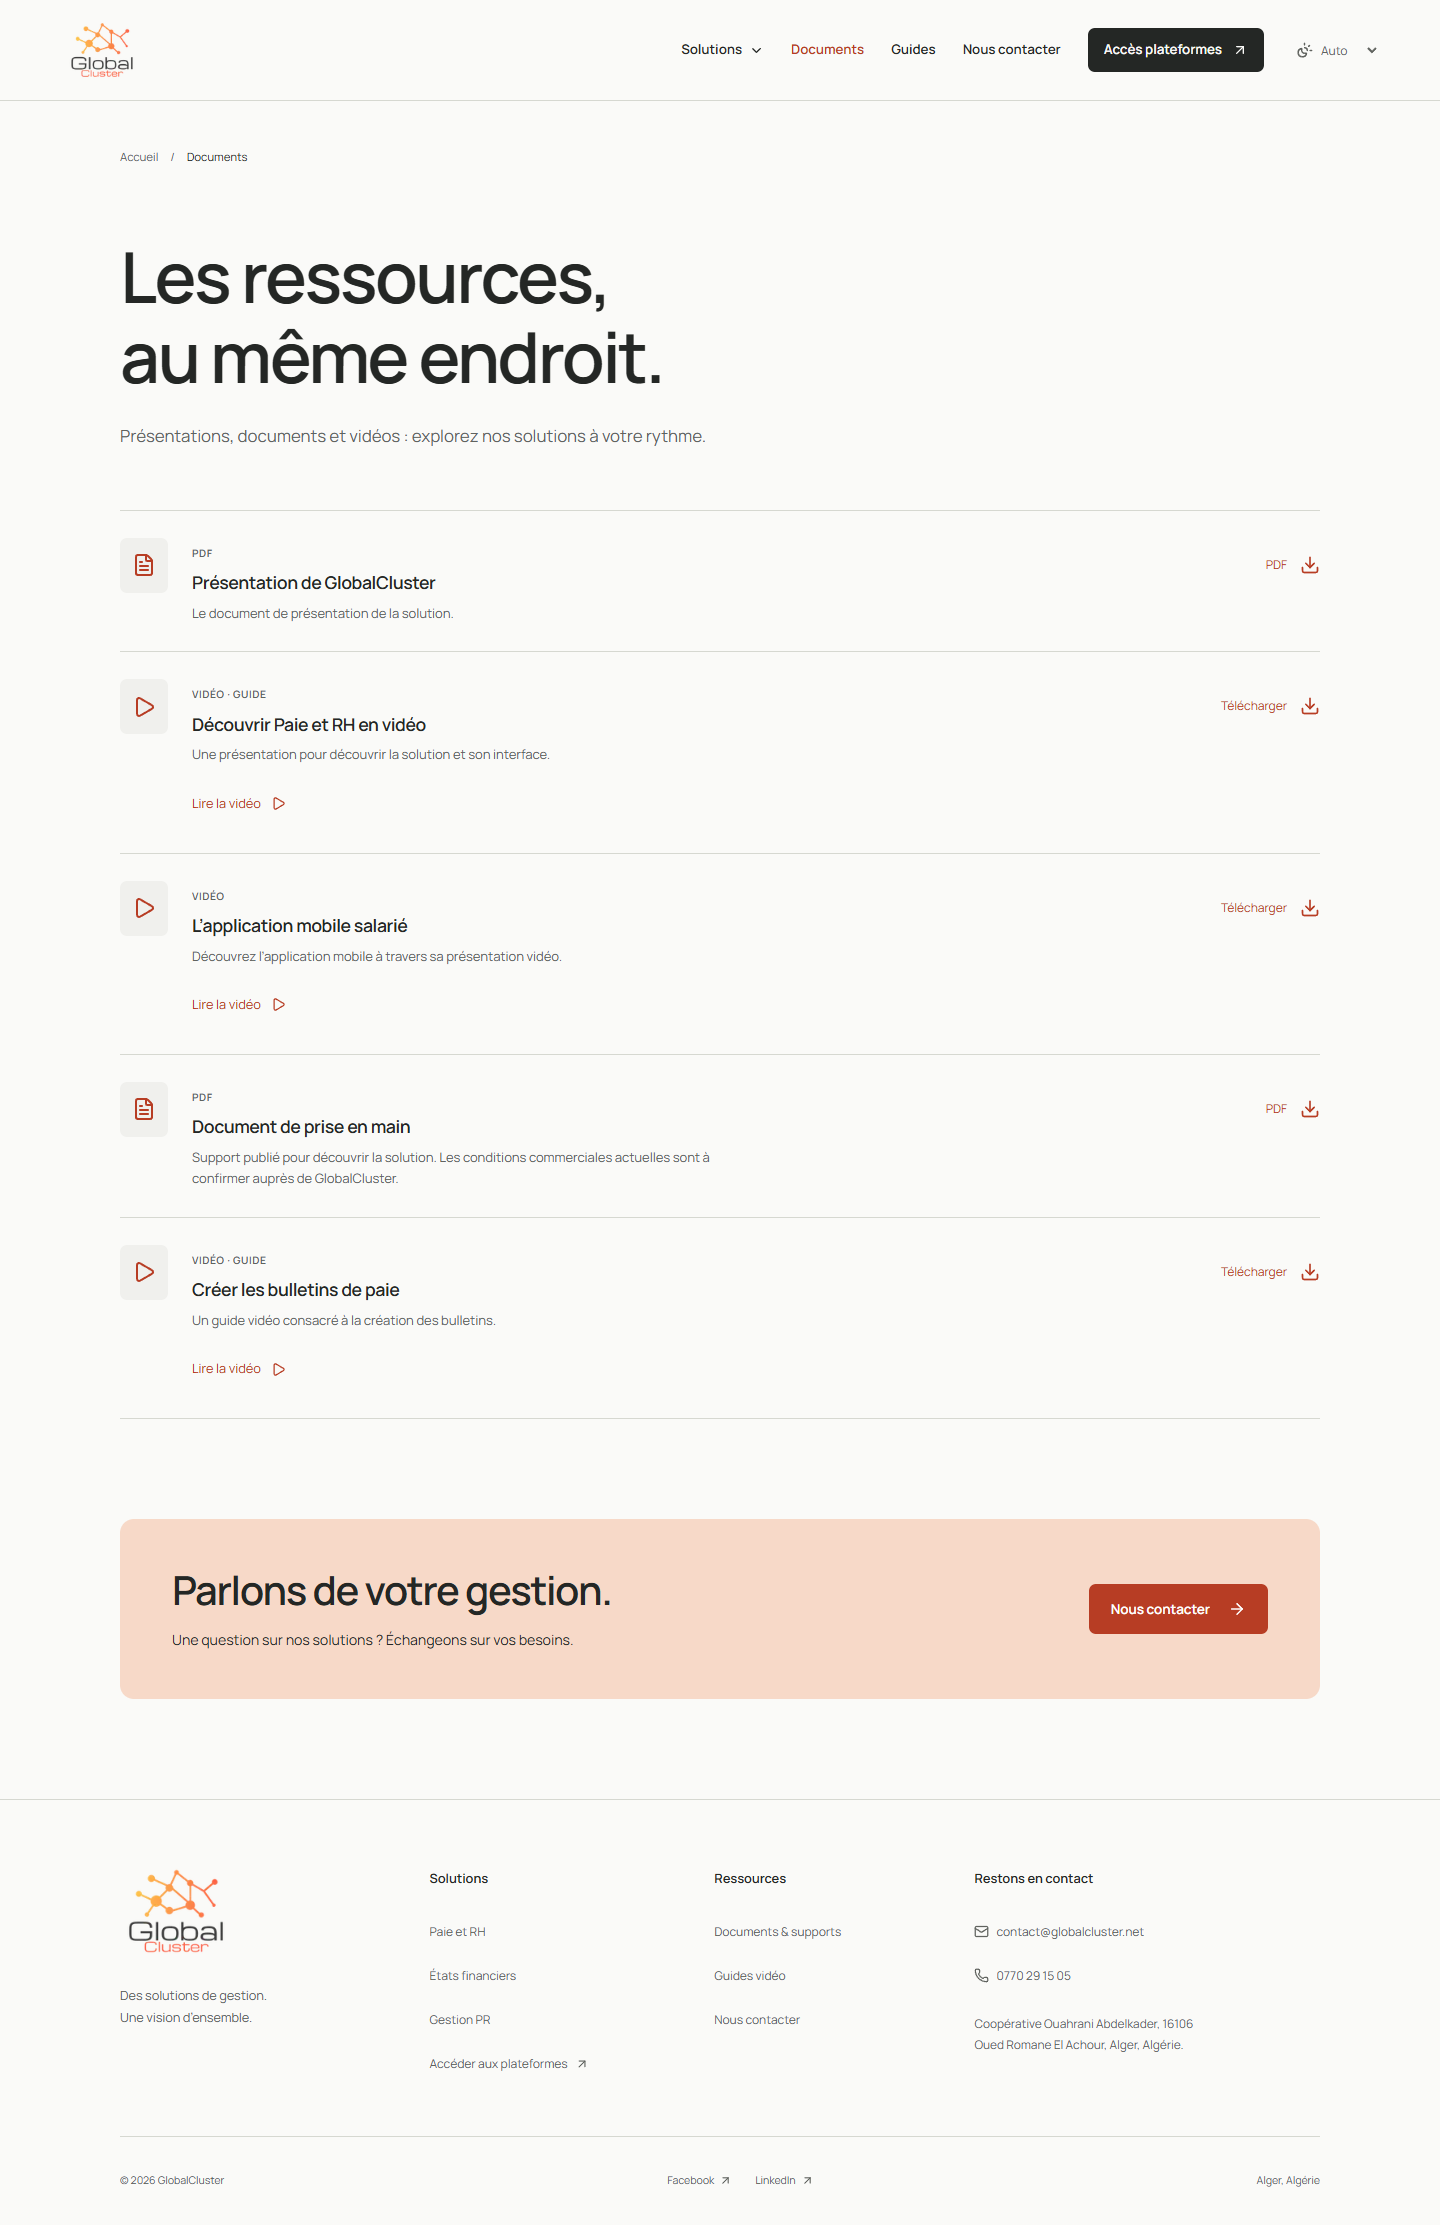 Global
Cluster
Solutions
Documents
Guides
Nous contacter
Accès plateformes
Auto
Accueil / Documents
Les ressources,
au même endroit.
Présentations, documents et vidéos : explorez nos solutions à votre rythme.
PDF
Présentation de GlobalCluster
Le document de présentation de la solution.
PDF
VIDÉO · GUIDE
Découvrir Paie et RH en vidéo
Une présentation pour découvrir la solution et son interface.
Lire la vidéo
Télécharger
VIDÉO
L’application mobile salarié
Découvrez l’application mobile à travers sa présentation vidéo.
Lire la vidéo
Télécharger
PDF
Document de prise en main
Support publié pour découvrir la solution. Les conditions commerciales actuelles sont à
confirmer auprès de GlobalCluster.
PDF
VIDÉO · GUIDE
Créer les bulletins de paie
Un guide vidéo consacré à la création des bulletins.
Lire la vidéo
Télécharger
Parlons de votre gestion.
Une question sur nos solutions ? Échangeons sur vos besoins.
Nous contacter
Global
Cluster
Des solutions de gestion.
Une vision d’ensemble.
Solutions
Paie et RH
États financiers
Gestion PR
Accéder aux plateformes
Ressources
Documents & supports
Guides vidéo
Nous contacter
Restons en contact
contact@globalcluster.net
0770 29 15 05
Coopérative Ouahrani Abdelkader, 16106
Oued Romane El Achour, Alger, Algérie.
© 2026 GlobalCluster
Facebook
LinkedIn
Alger, Algérie